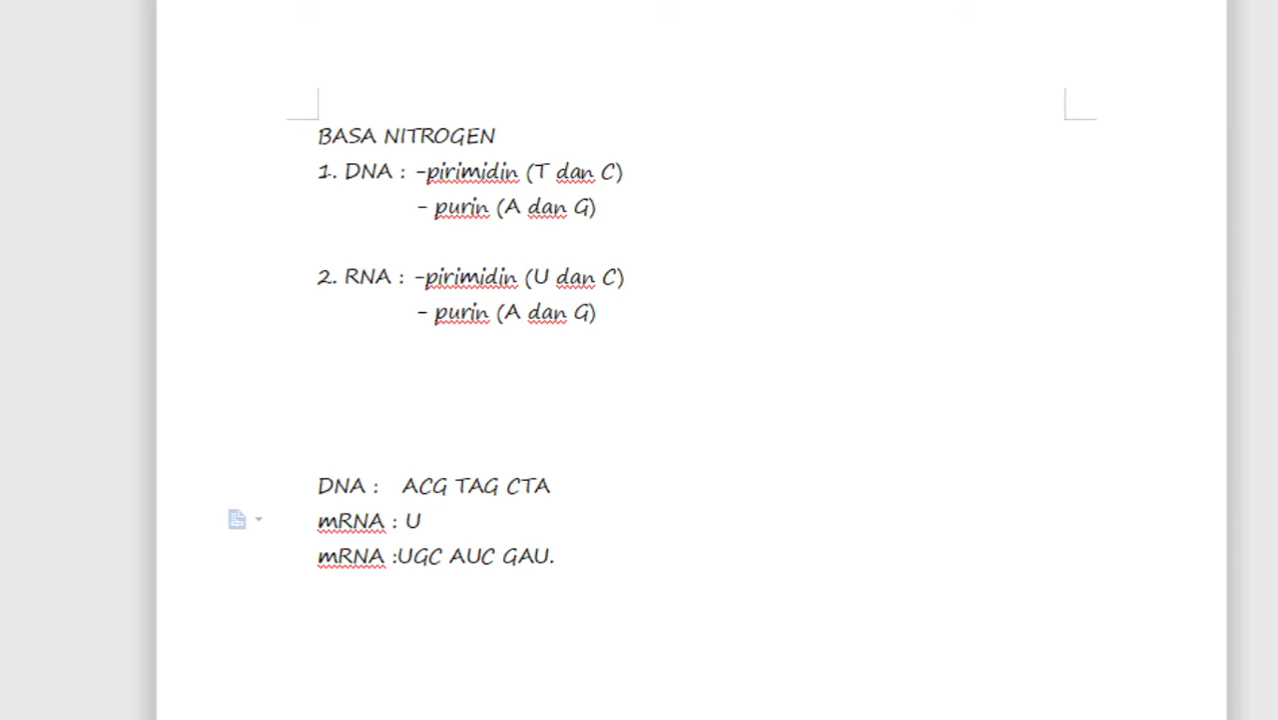 BASA NITROGEN
1. DNA : -pirimidin (T dan C)
- purin (A dan G)
2. RNA : -pirimidin (U dan C)
- purin (A dan G)
DNA : ACG TAG CTA
mRNA : U
mRNA :UGC AUC GAU.